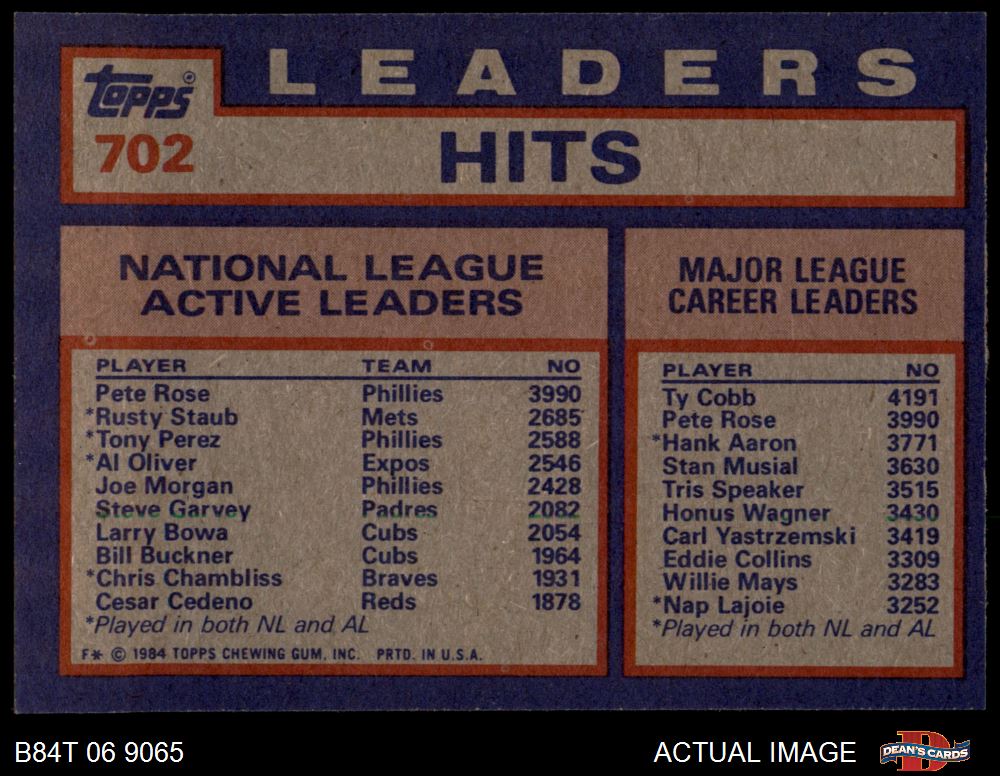 LEADERS
Topps
702
HITS
NATIONAL LEAGUE
ACTIVE LEADERS
PLAYER TEAM NO
Pete Rose Phillies 3990
*Rusty Staub Mets 2685
*Tony Perez Phillies 2588
*Al Oliver Expos 2546
Joe Morgan Phillies 2428
Steve Garvey Padres 2082
Larry Bowa Cubs 2054
Bill Buckner Cubs 1964
*Chris Chambliss Braves 1931
Cesar Cedeno Reds 1878
*Played in both NL and AL
F* © 1984 TOPPS CHEWING GUM, INC. PRTD. IN U.S.A.
MAJOR LEAGUE
CAREER LEADERS
PLAYER NO
Ty Cobb 4191
Pete Rose 3990
*Hank Aaron 3771
Stan Musial 3630
Tris Speaker 3515
Honus Wagner 3430
Carl Yastrzemski 3419
Eddie Collins 3309
Willie Mays 3283
*Nap Lajoie 3252
*Played in both NL and AL
B84T 06 9065
ACTUAL IMAGE
DEAN'S CARDS